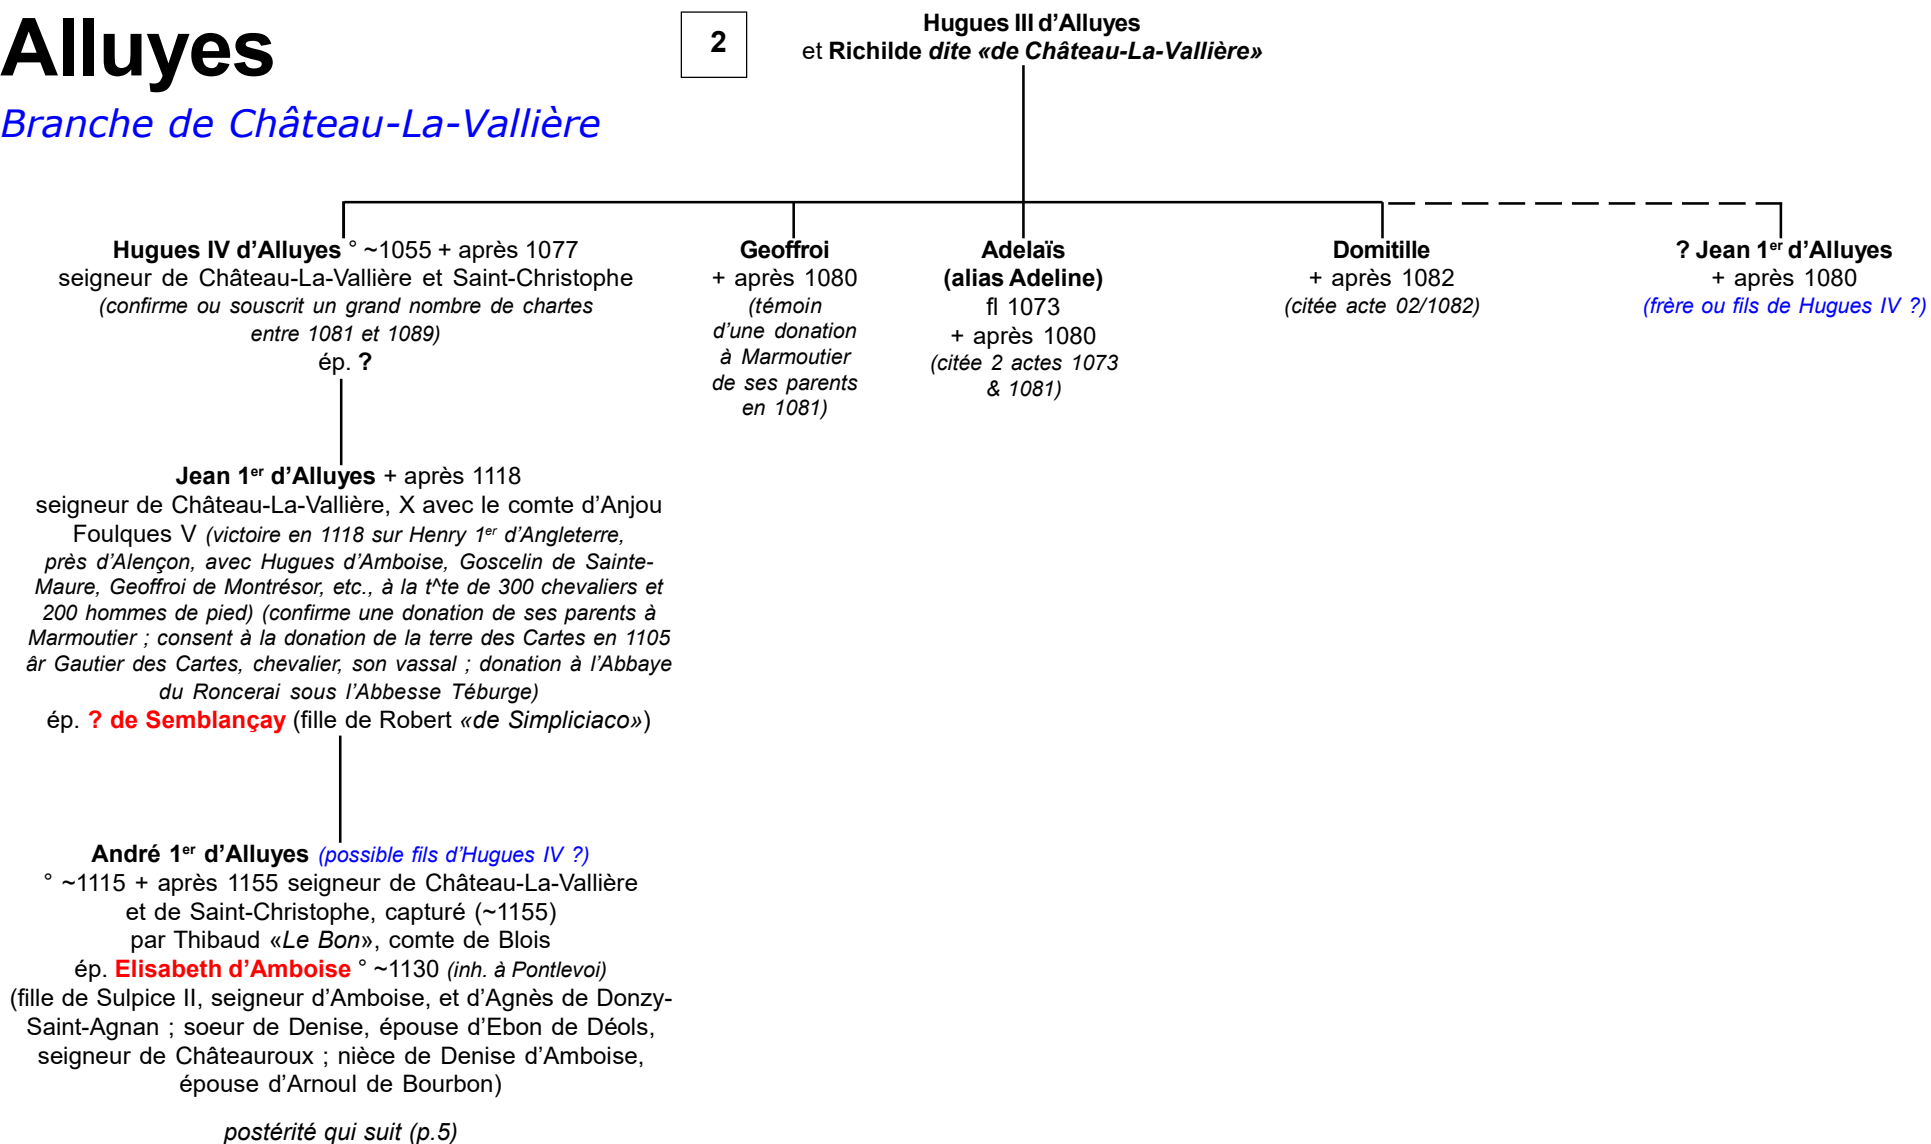 Alluyes
Branche de Château-La-Vallière
2
Hugues III d’Alluyes
et Richilde dite «de Château-La-Vallière»
Hugues IV d’Alluyes ° ~1055 + après 1077
seigneur de Château-La-Vallière et Saint-Christophe
(confirme ou souscrit un grand nombre de chartes
entre 1081 et 1089)
ép. ?
Geoffroi
+ après 1080
(témoin
d’une donation
à Marmoutier
de ses parents
en 1081)
Adelaïs
(alias Adeline)
fl 1073
+ après 1080
(citée 2 actes 1073
& 1081)
Domitille
+ après 1082
(citée acte 02/1082)
? Jean 1er d’Alluyes
+ après 1080
(frère ou fils de Hugues IV ?)
Jean 1er d’Alluyes + après 1118
seigneur de Château-La-Vallière, X avec le comte d’Anjou
Foulques V (victoire en 1118 sur Henry 1er d’Angleterre,
près d’Alençon, avec Hugues d’Amboise, Goscelin de Sainte-
Maure, Geoffroi de Montrésor, etc., à la t^te de 300 chevaliers et
200 hommes de pied) (confirme une donation de ses parents à
Marmoutier ; consent à la donation de la terre des Cartes en 1105
âr Gautier des Cartes, chevalier, son vassal ; donation à l’Abbaye
du Roncerai sous l’Abbesse Téburge)
ép. ? de Semblançay (fille de Robert «de Simpliciaco»)
André 1er d’Alluyes (possible fils d’Hugues IV ?)
° ~1115 + après 1155 seigneur de Château-La-Vallière
et de Saint-Christophe, capturé (~1155)
par Thibaud «Le Bon», comte de Blois
ép. Elisabeth d’Amboise ° ~1130 (inh. à Pontlevoi)
(fille de Sulpice II, seigneur d’Amboise, et d’Agnès de Donzy-
Saint-Agnan ; soeur de Denise, épouse d’Ebon de Déols,
seigneur de Châteauroux ; nièce de Denise d’Amboise,
épouse d’Arnoul de Bourbon)
postérité qui suit (p.5)